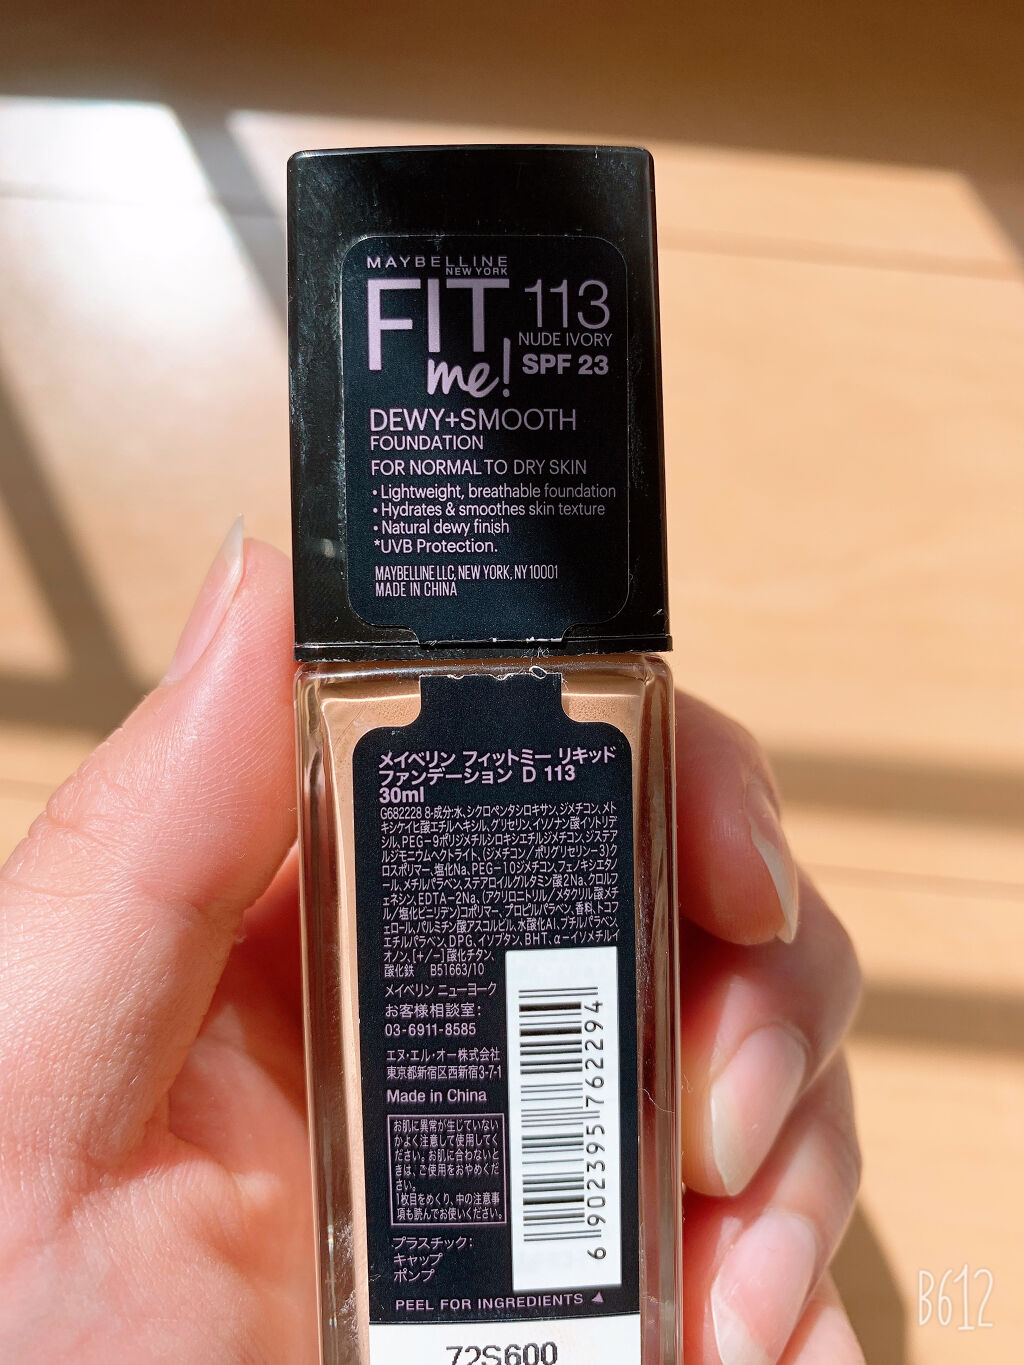 MAYBELLINE
NEW YORK
FIT
me!
113
NUDE IVORY
SPF 23
DEWY+SMOOTH
FOUNDATION
FOR NORMAL TO DRY SKIN
• Lightweight, breathable foundation
• Hydrates & smoothes skin texture
• Natural dewy finish
*UVB Protection.
MAYBELLINE LLC, NEW YORK, NY 10001
MADE IN CHINA
メイベリン フィットミー リキッド
ファンデーション D 113
30ml
G682228 8-成分:水、シクロペンタシロキサン、ジメチコン、メト
キシケイヒ酸エチルヘキシル、グリセリン、イソノナン酸イソトリデ
シル、PEG-9ポリジメチルシロキシエチルジメチコン、ジステア
ルジモニウムヘクトライト、(ジメチコン/ポリグリセリン-3)ク
ロスポリマー、塩化Na、PEG-10ジメチコン、フェノキシエタノ
ール、メチルパラベン、ステアロイルグルタミン酸2Na、クロルフ
ェネシン、EDTA-2Na、(アクリロニトリル/メタクリル酸メチ
ル/塩化ビニリデン)コポリマー、プロピルパラベン、香料、トコフ
ェロール、パルミチン酸アスコルビル、水酸化Al、ブチルパラベン、
エチルパラベン、DPG、イソブタン、BHT、α-イソメチルイ
オノン、[+/-]酸化チタン、
酸化鉄 B51663/10
メイベリン ニューヨーク
お客様相談室:
03-6911-8585
エヌ・エル・オー株式会社
東京都新宿区西新宿3-7-1
Made in China
お肌に異常が生じていない
かよく注意して使用してく
ださい。お肌に合わないと
きは、ご使用をおやめくだ
さい。
1枚目をめくり、中の注意事
項も読んでお使いください。
プラスチック:
キャップ
ポンプ
6 902395 762294
PEEL FOR INGREDIENTS
72S600
B612